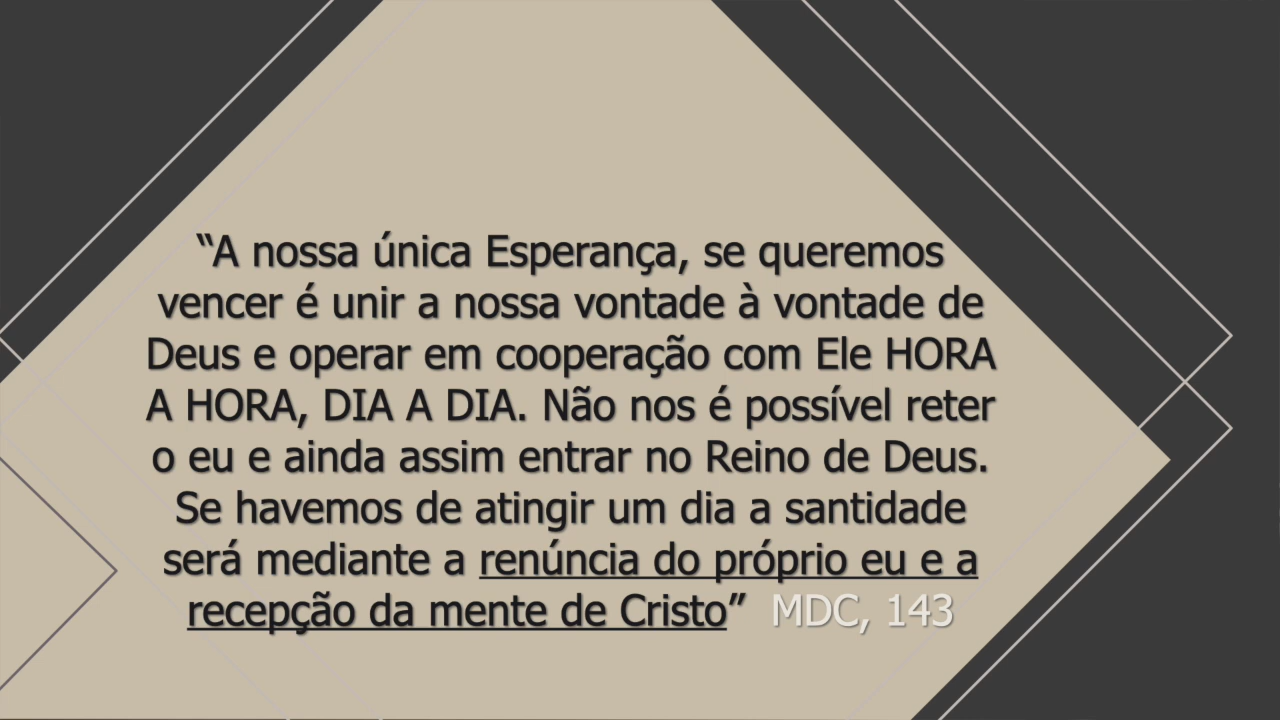 “A nossa única Esperança, se queremos
vencer é unir a nossa vontade à vontade de
Deus e operar em cooperação com Ele HORA
A HORA, DIA A DIA. Não nos é possível reter
o eu e ainda assim entrar no Reino de Deus.
Se havemos de atingir um dia a santidade
será mediante a renúncia do próprio eu e a
recepção da mente de Cristo” MDC, 143